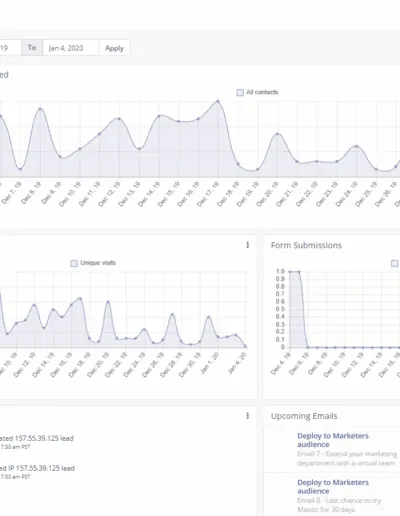 19 To Jan 4, 2020 Apply
ed
All contacts
Dec 7, 19 Dec 8, 19 Dec 9, 19 Dec 10, 19 Dec 11, 19 Dec 12, 19 Dec 13, 19 Dec 14, 19 Dec 15, 19 Dec 16, 19 Dec 17, 19 Dec 18, 19 Dec 19, 19 Dec 20, 19 Dec 21, 19 Dec 22, 19 Dec 23, 19 Dec 24, 19 Dec 25, 19 Dec 26, 19
Unique visits
Dec 10, 19 Dec 12, 19 Dec 14, 19 Dec 16, 19 Dec 18, 19 Dec 20, 19 Dec 22, 19 Dec 24, 19 Dec 26, 19 Dec 28, 19 Dec 30, 19 Jan 1, 20 Jan 4, 20
Form Submissions
1.0
0.9
0.8
0.7
0.6
0.5
0.4
0.3
0.2
0.1
0
Dec 4, 19 Dec 6, 19 Dec 8, 19 Dec 10, 19 Dec 12, 19 Dec 14, 19
ated 157.55.39.125 lead
7:50 am PST
ed IP 157.55.39.125 lead
7:50 am PST
Upcoming Emails
Deploy to Marketers
audience
Email 7 - Extend your marketing
department with a virtual team
Deploy to Marketers
audience
Email 8 - Last chance to try
Mautic for 30 days